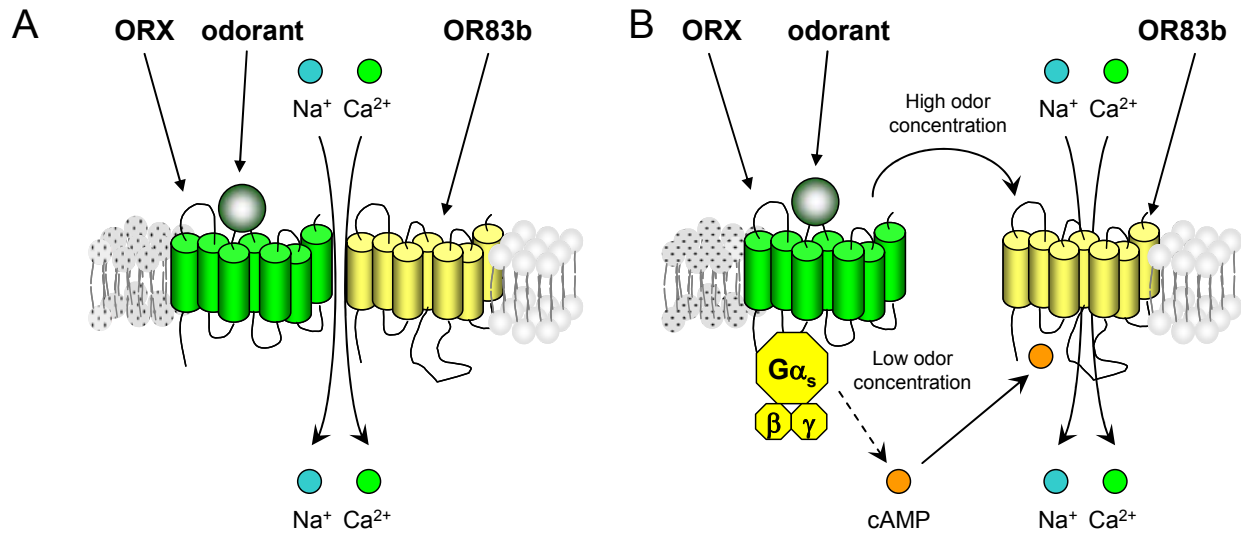 A
ORX odorant OR83b
Na⁺ Ca²⁺
Na⁺ Ca²⁺
B
ORX odorant OR83b
Na⁺ Ca²⁺
High odor
concentration
Gαs
β γ
Low odor
concentration
cAMP
Na⁺ Ca²⁺